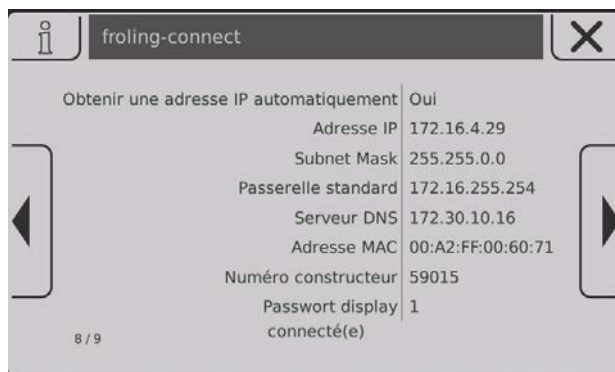 froling-connect
Obtenir une adresse IP automatiquement Oui
Adresse IP 172.16.4.29
Subnet Mask 255.255.0.0
Passerelle standard 172.16.255.254
Serveur DNS 172.30.10.16
Adresse MAC 00:A2:FF:00:60:71
Numéro constructeur 59015
Passwort display 1
connecté(e)
8 / 9